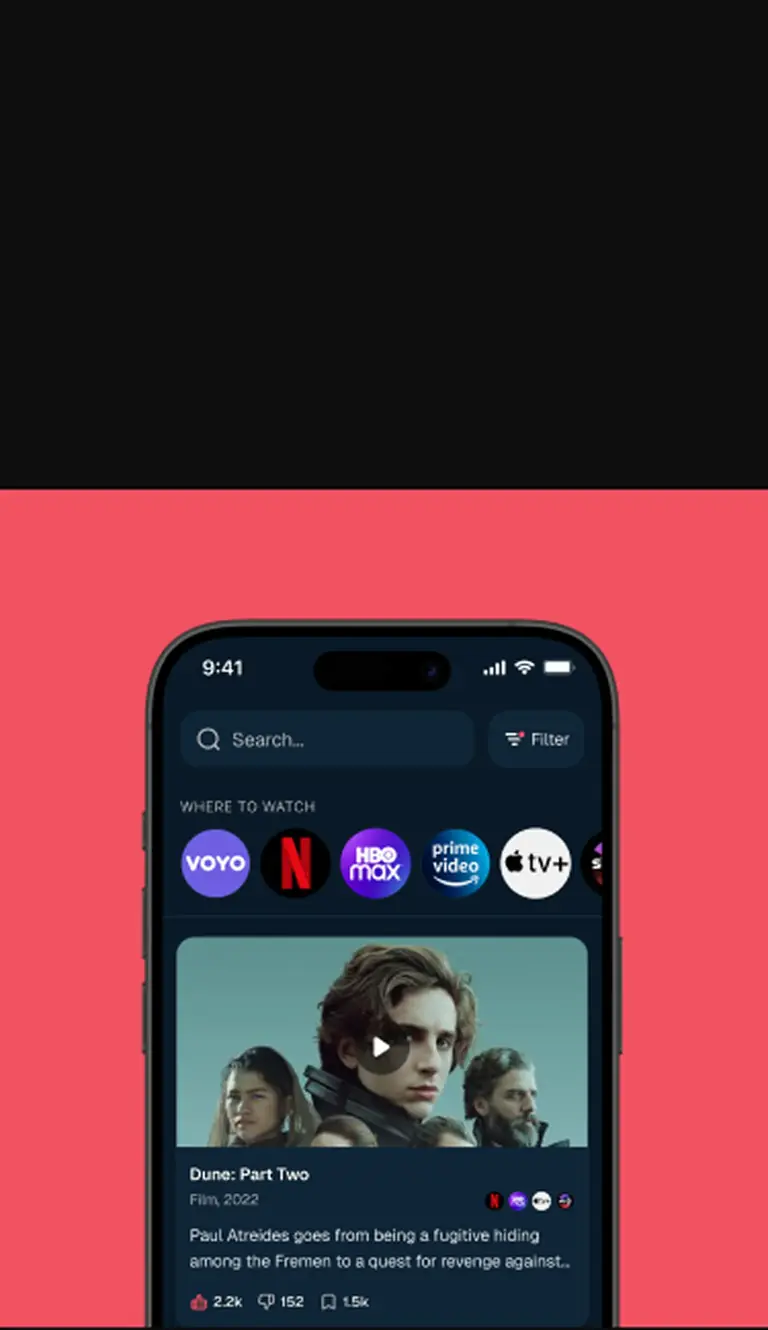 9:41
Search...
Filter
WHERE TO WATCH
VOYO
N
HBO
max
prime
video
tv+
S
Dune: Part Two
Film, 2022
Paul Atreides goes from being a fugitive hiding
among the Fremen to a quest for revenge against...
2.2k
152
1.5k